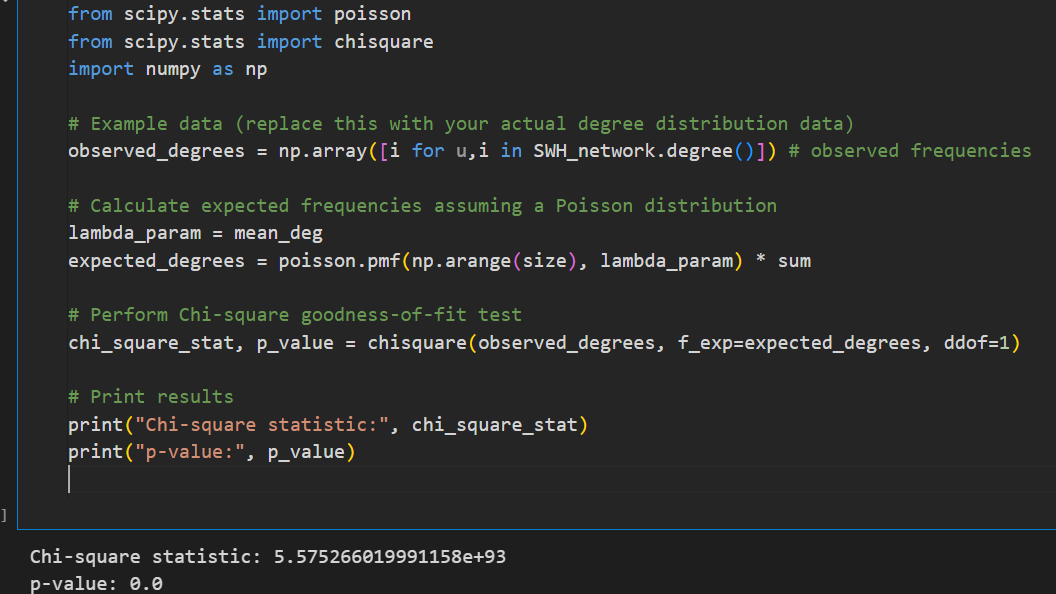 from scipy.stats import poisson
from scipy.stats import chisquare
import numpy as np
# Example data (replace this with your actual degree distribution data)
observed_degrees = np.array([i for u,i in SWH_network.degree()]) # observed frequencies
# Calculate expected frequencies assuming a Poisson distribution
lambda_param = mean_deg
expected_degrees = poisson.pmf(np.arange(size), lambda_param) * sum
# Perform Chi-square goodness-of-fit test
chi_square_stat, p_value = chisquare(observed_degrees, f_exp=expected_degrees, ddof=1)
# Print results
print("Chi-square statistic:", chi_square_stat)
print("p-value:", p_value)
]
Chi-square statistic: 5.575266019991158e+93
p-value: 0.0